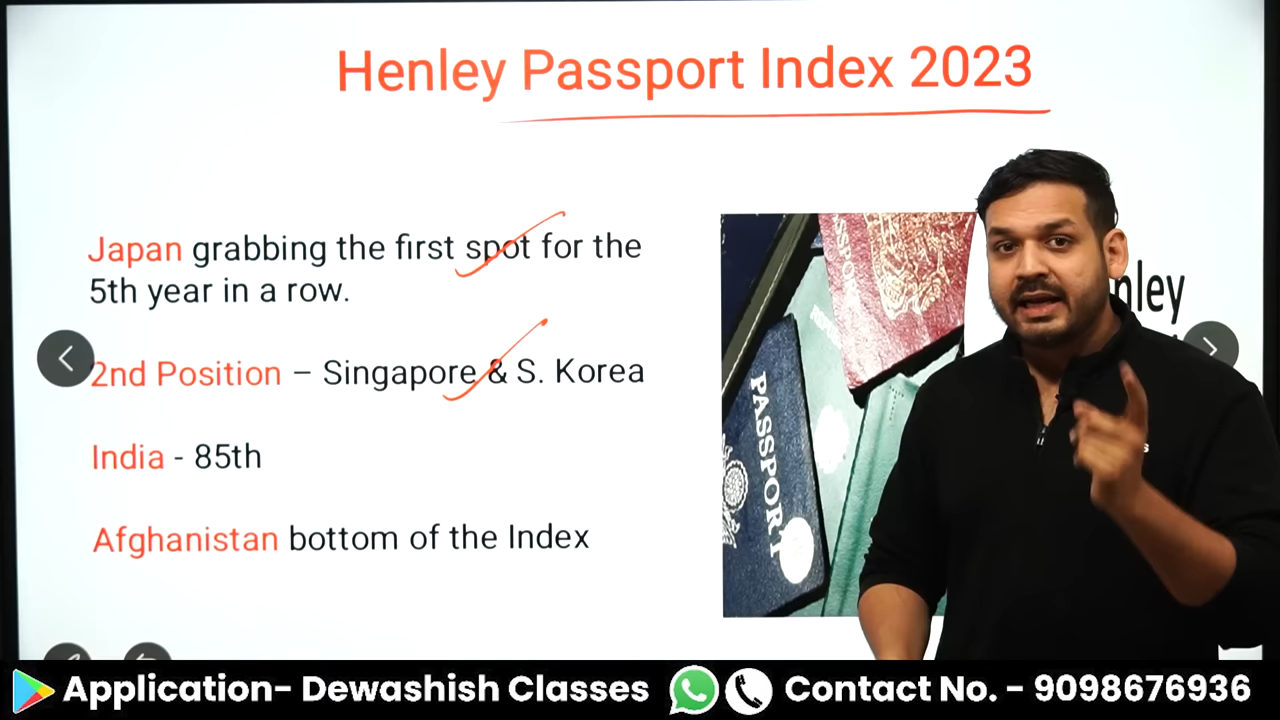 Henley Passport Index 2023
Japan grabbing the first spot for the
5th year in a row.
2nd Position – Singapore & S. Korea
India - 85th
Afghanistan bottom of the Index
PASSPORT
nley
Application- Dewashish Classes
Contact No. - 9098676936